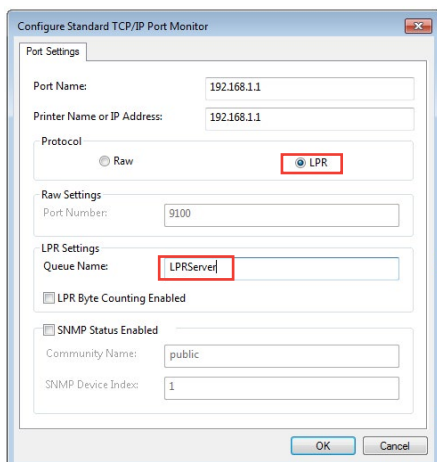 Configure Standard TCP/IP Port Monitor
Port Settings
Port Name: 192.168.1.1
Printer Name or IP Address: 192.168.1.1
Protocol
Raw LPR
Raw Settings
Port Number: 9100
LPR Settings
Queue Name: LPRServer
LPR Byte Counting Enabled
SNMP Status Enabled
Community Name: public
SNMP Device Index: 1
OK Cancel